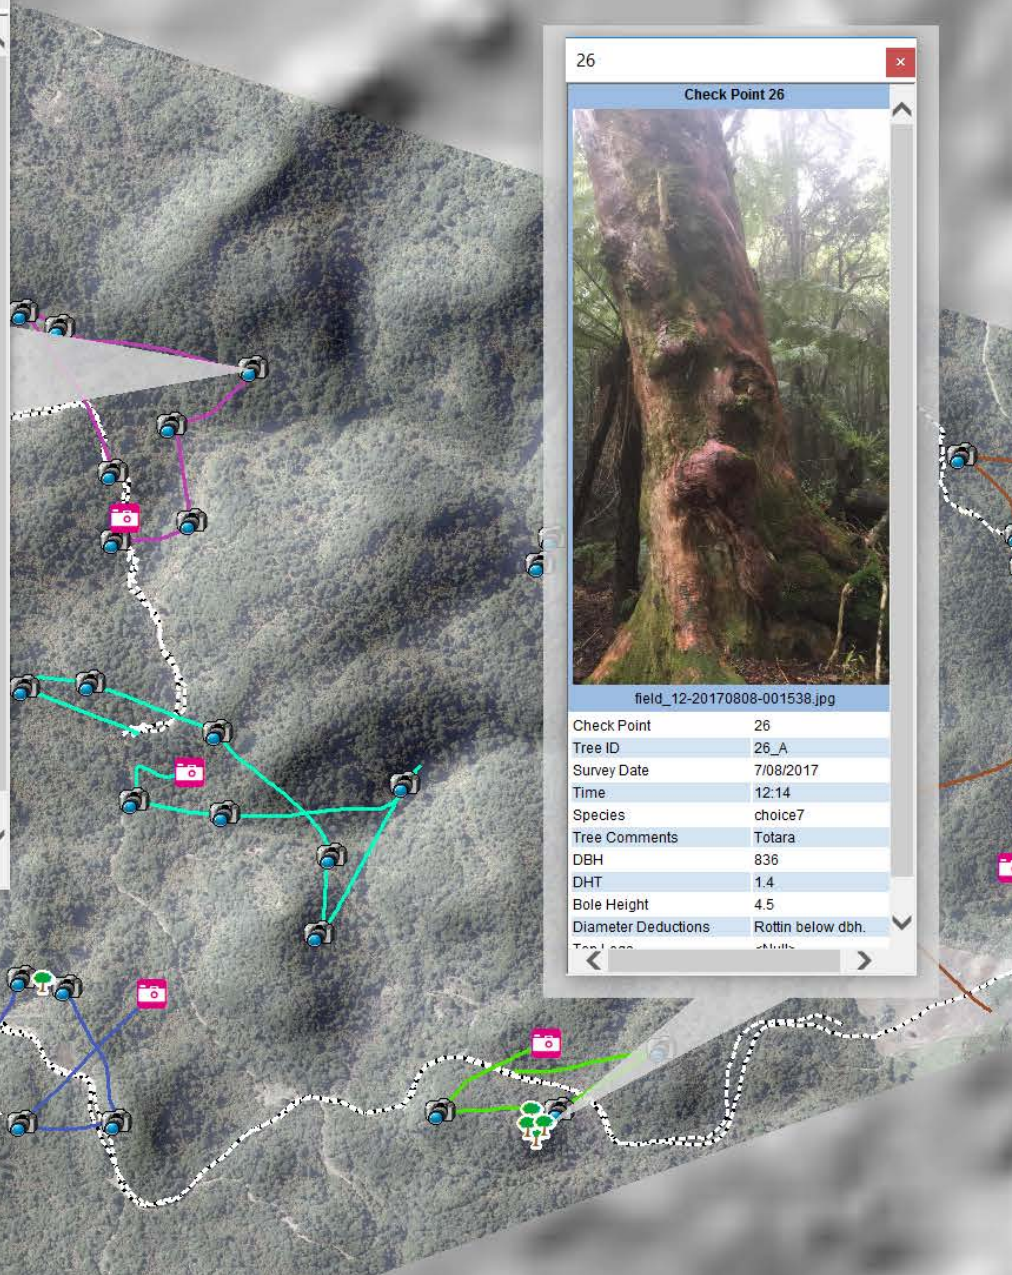 26
Check Point 26
field_12-20170808-001538.jpg
Check Point 26
Tree ID 26_A
Survey Date 7/08/2017
Time 12:14
Species choice7
Tree Comments Totara
DBH 836
DHT 1.4
Bole Height 4.5
Diameter Deductions Rottin below dbh.